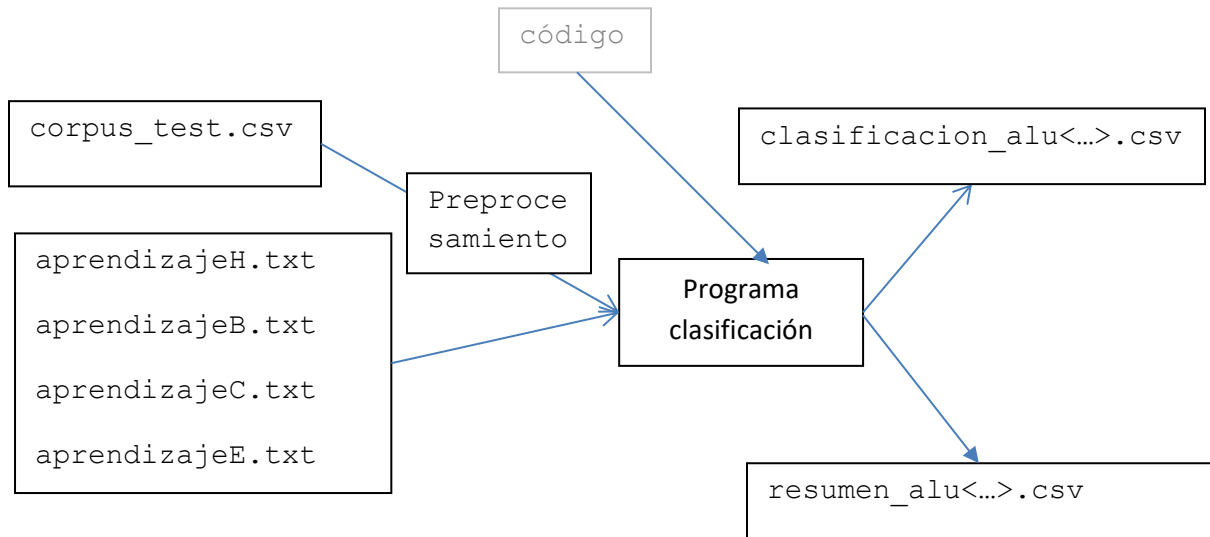 código
corpus_test.csv
clasificacion_alu<…>.csv
Preproce
samiento
aprendizajeH.txt
aprendizajeB.txt
aprendizajeC.txt
aprendizajeE.txt
Programa
clasificación
resumen_alu<…>.csv